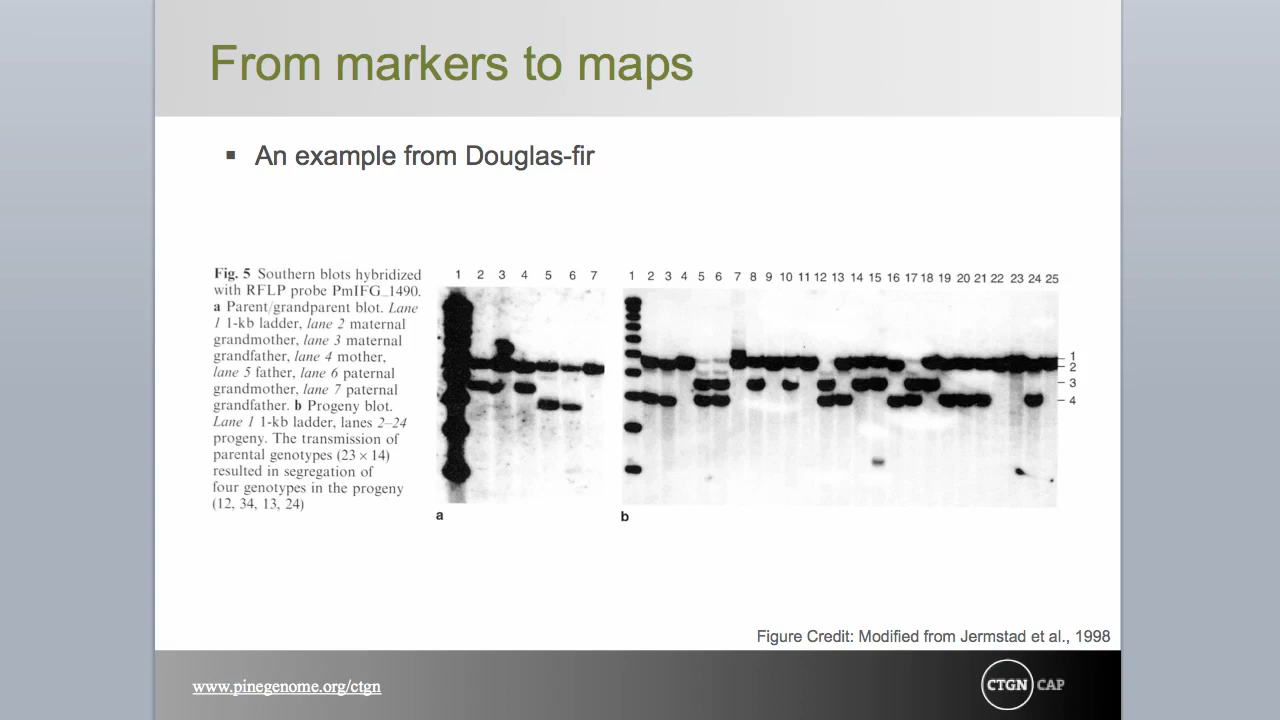 From markers to maps
▪ An example from Douglas-fir
Fig. 5 Southern blots hybridized
with RFLP probe PmIFG_1490.
a Parent/grandparent blot. Lane
1 1-kb ladder, lane 2 maternal
grandmother, lane 3 maternal
grandfather, lane 4 mother,
lane 5 father, lane 6 paternal
grandmother, lane 7 paternal
grandfather. b Progeny blot.
Lane 1 1-kb ladder, lanes 2–24
progeny. The transmission of
parental genotypes (23 × 14)
resulted in segregation of
four genotypes in the progeny
(12, 34, 13, 24)
1 2 3 4 5 6 7
a
1 2 3 4 5 6 7 8 9 10 11 12 13 14 15 16 17 18 19 20 21 22 23 24 25
1
2
3
4
b
Figure Credit: Modified from Jermstad et al., 1998
www.pinegenome.org/ctgn
CTGN CAP